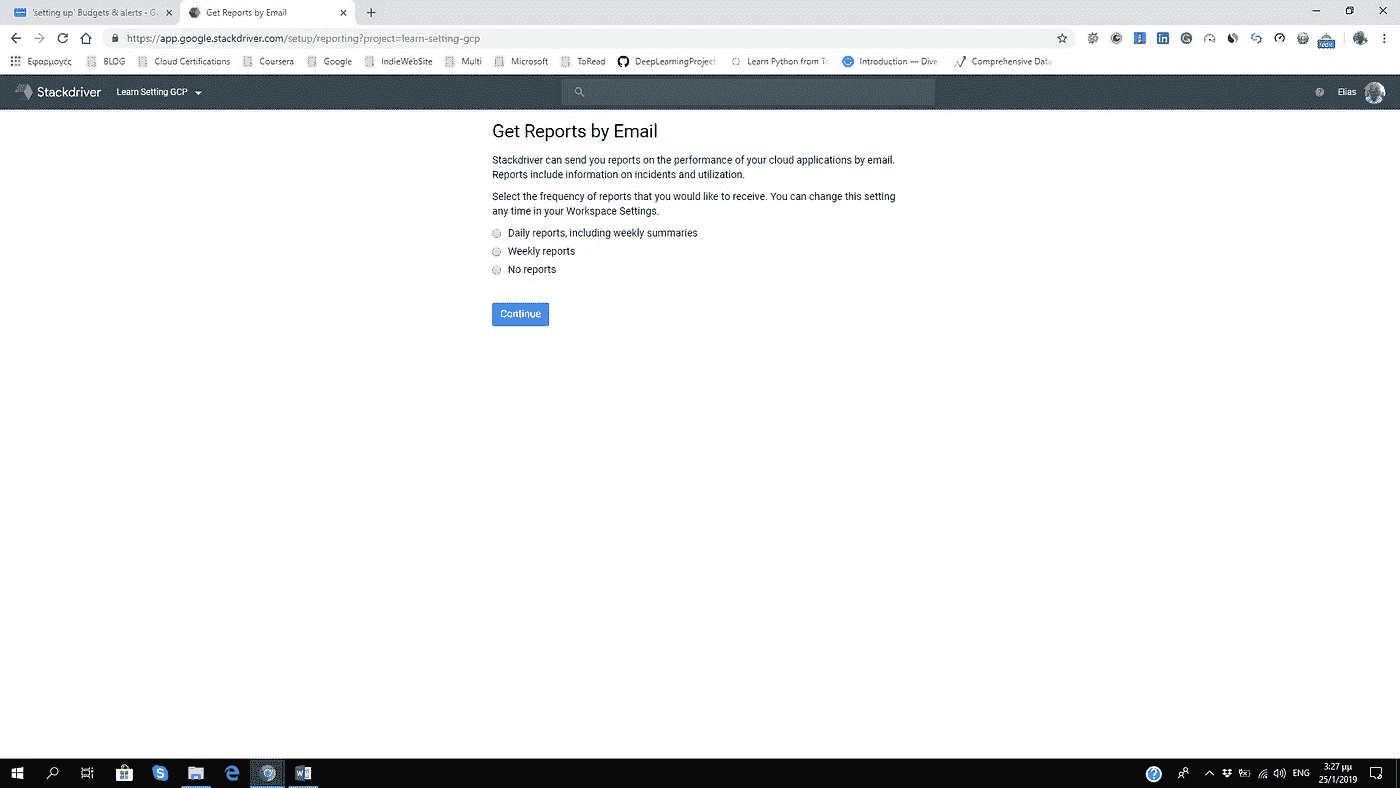 'setting up' Budgets & alerts - G
Get Reports by Email
https://app.google.stackdriver.com/setup/reporting?project=learn-setting-gcp
Εφαρμογές BLOG Cloud Certifications Coursera Google IndieWebSite Multi Microsoft ToRead DeepLearningProject Learn Python from To Introduction — Dive Comprehensive Data
Stackdriver Learn Setting GCP Elias
Get Reports by Email
Stackdriver can send you reports on the performance of your cloud applications by email.
Reports include information on incidents and utilization.
Select the frequency of reports that you would like to receive. You can change this setting
any time in your Workspace Settings.
Daily reports, including weekly summaries
Weekly reports
No reports
Continue
ENG
3:27 μμ
25/1/2019